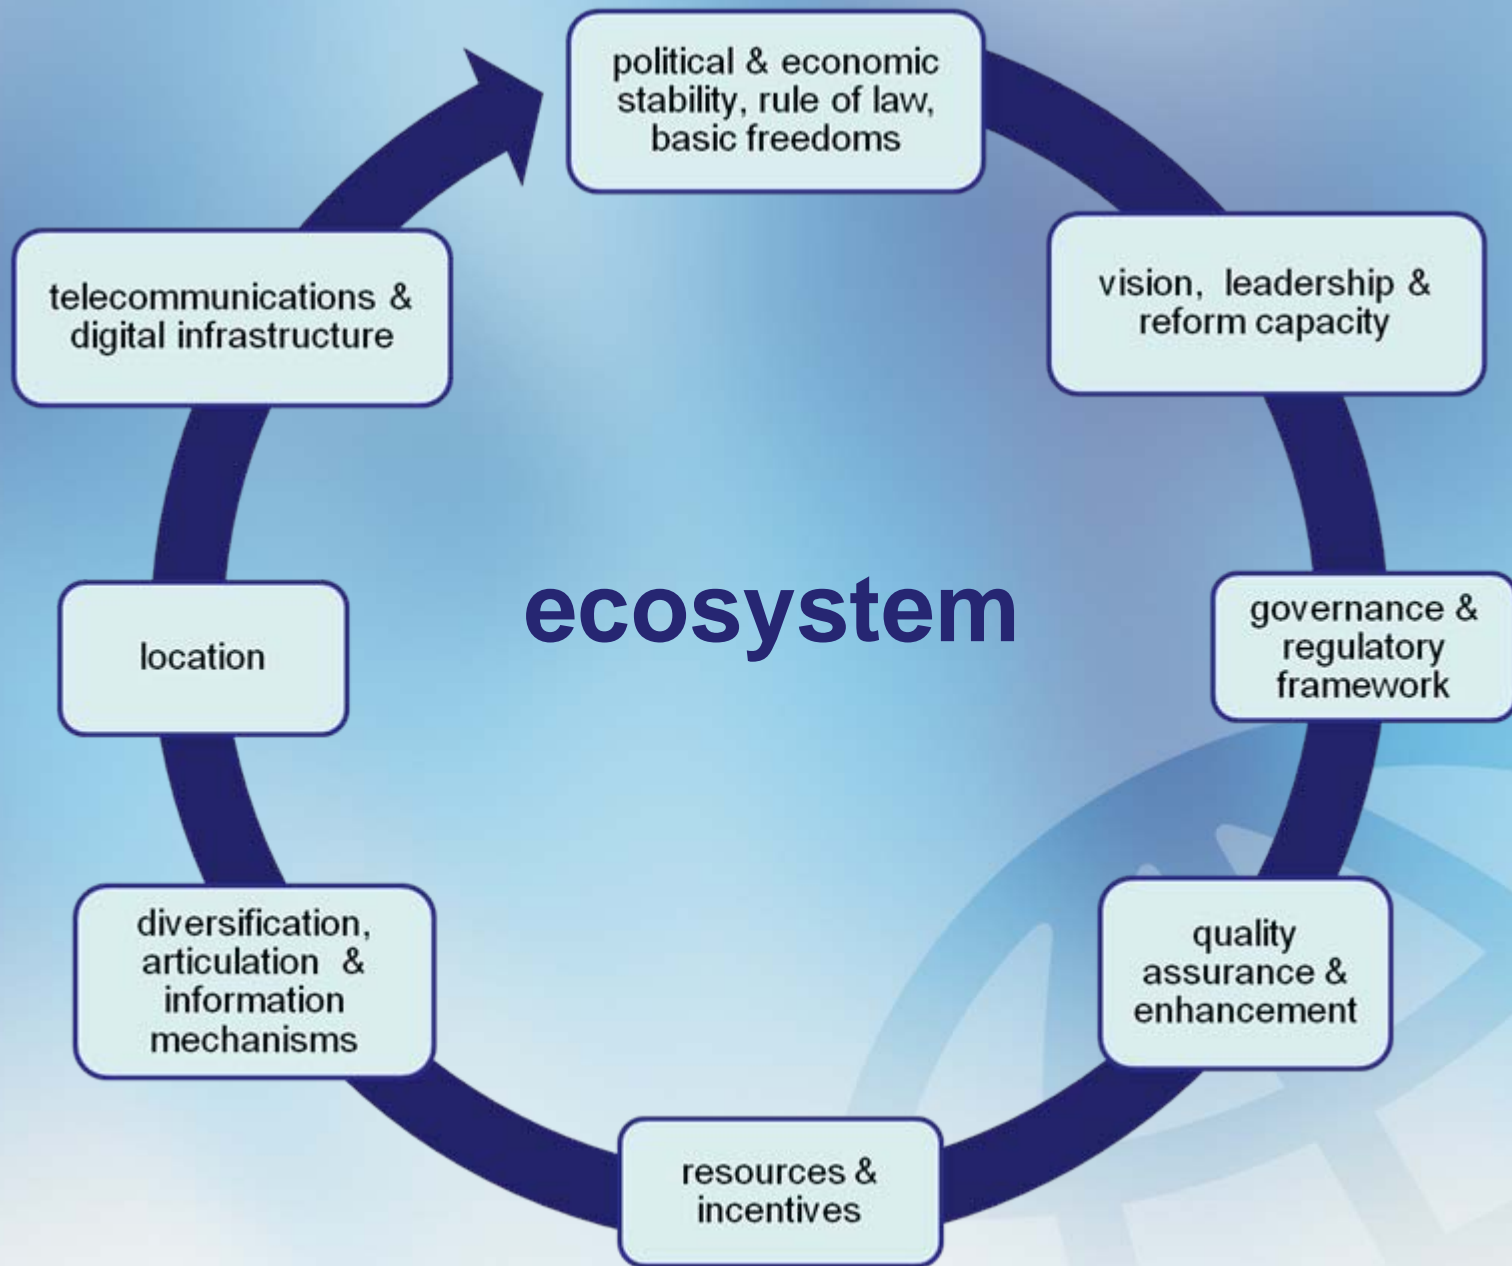 political & economic
stability, rule of law,
basic freedoms
vision, leadership &
reform capacity
governance &
regulatory
framework
quality
assurance &
enhancement
resources &
incentives
diversification,
articulation &
information
mechanisms
location
telecommunications &
digital infrastructure
ecosystem